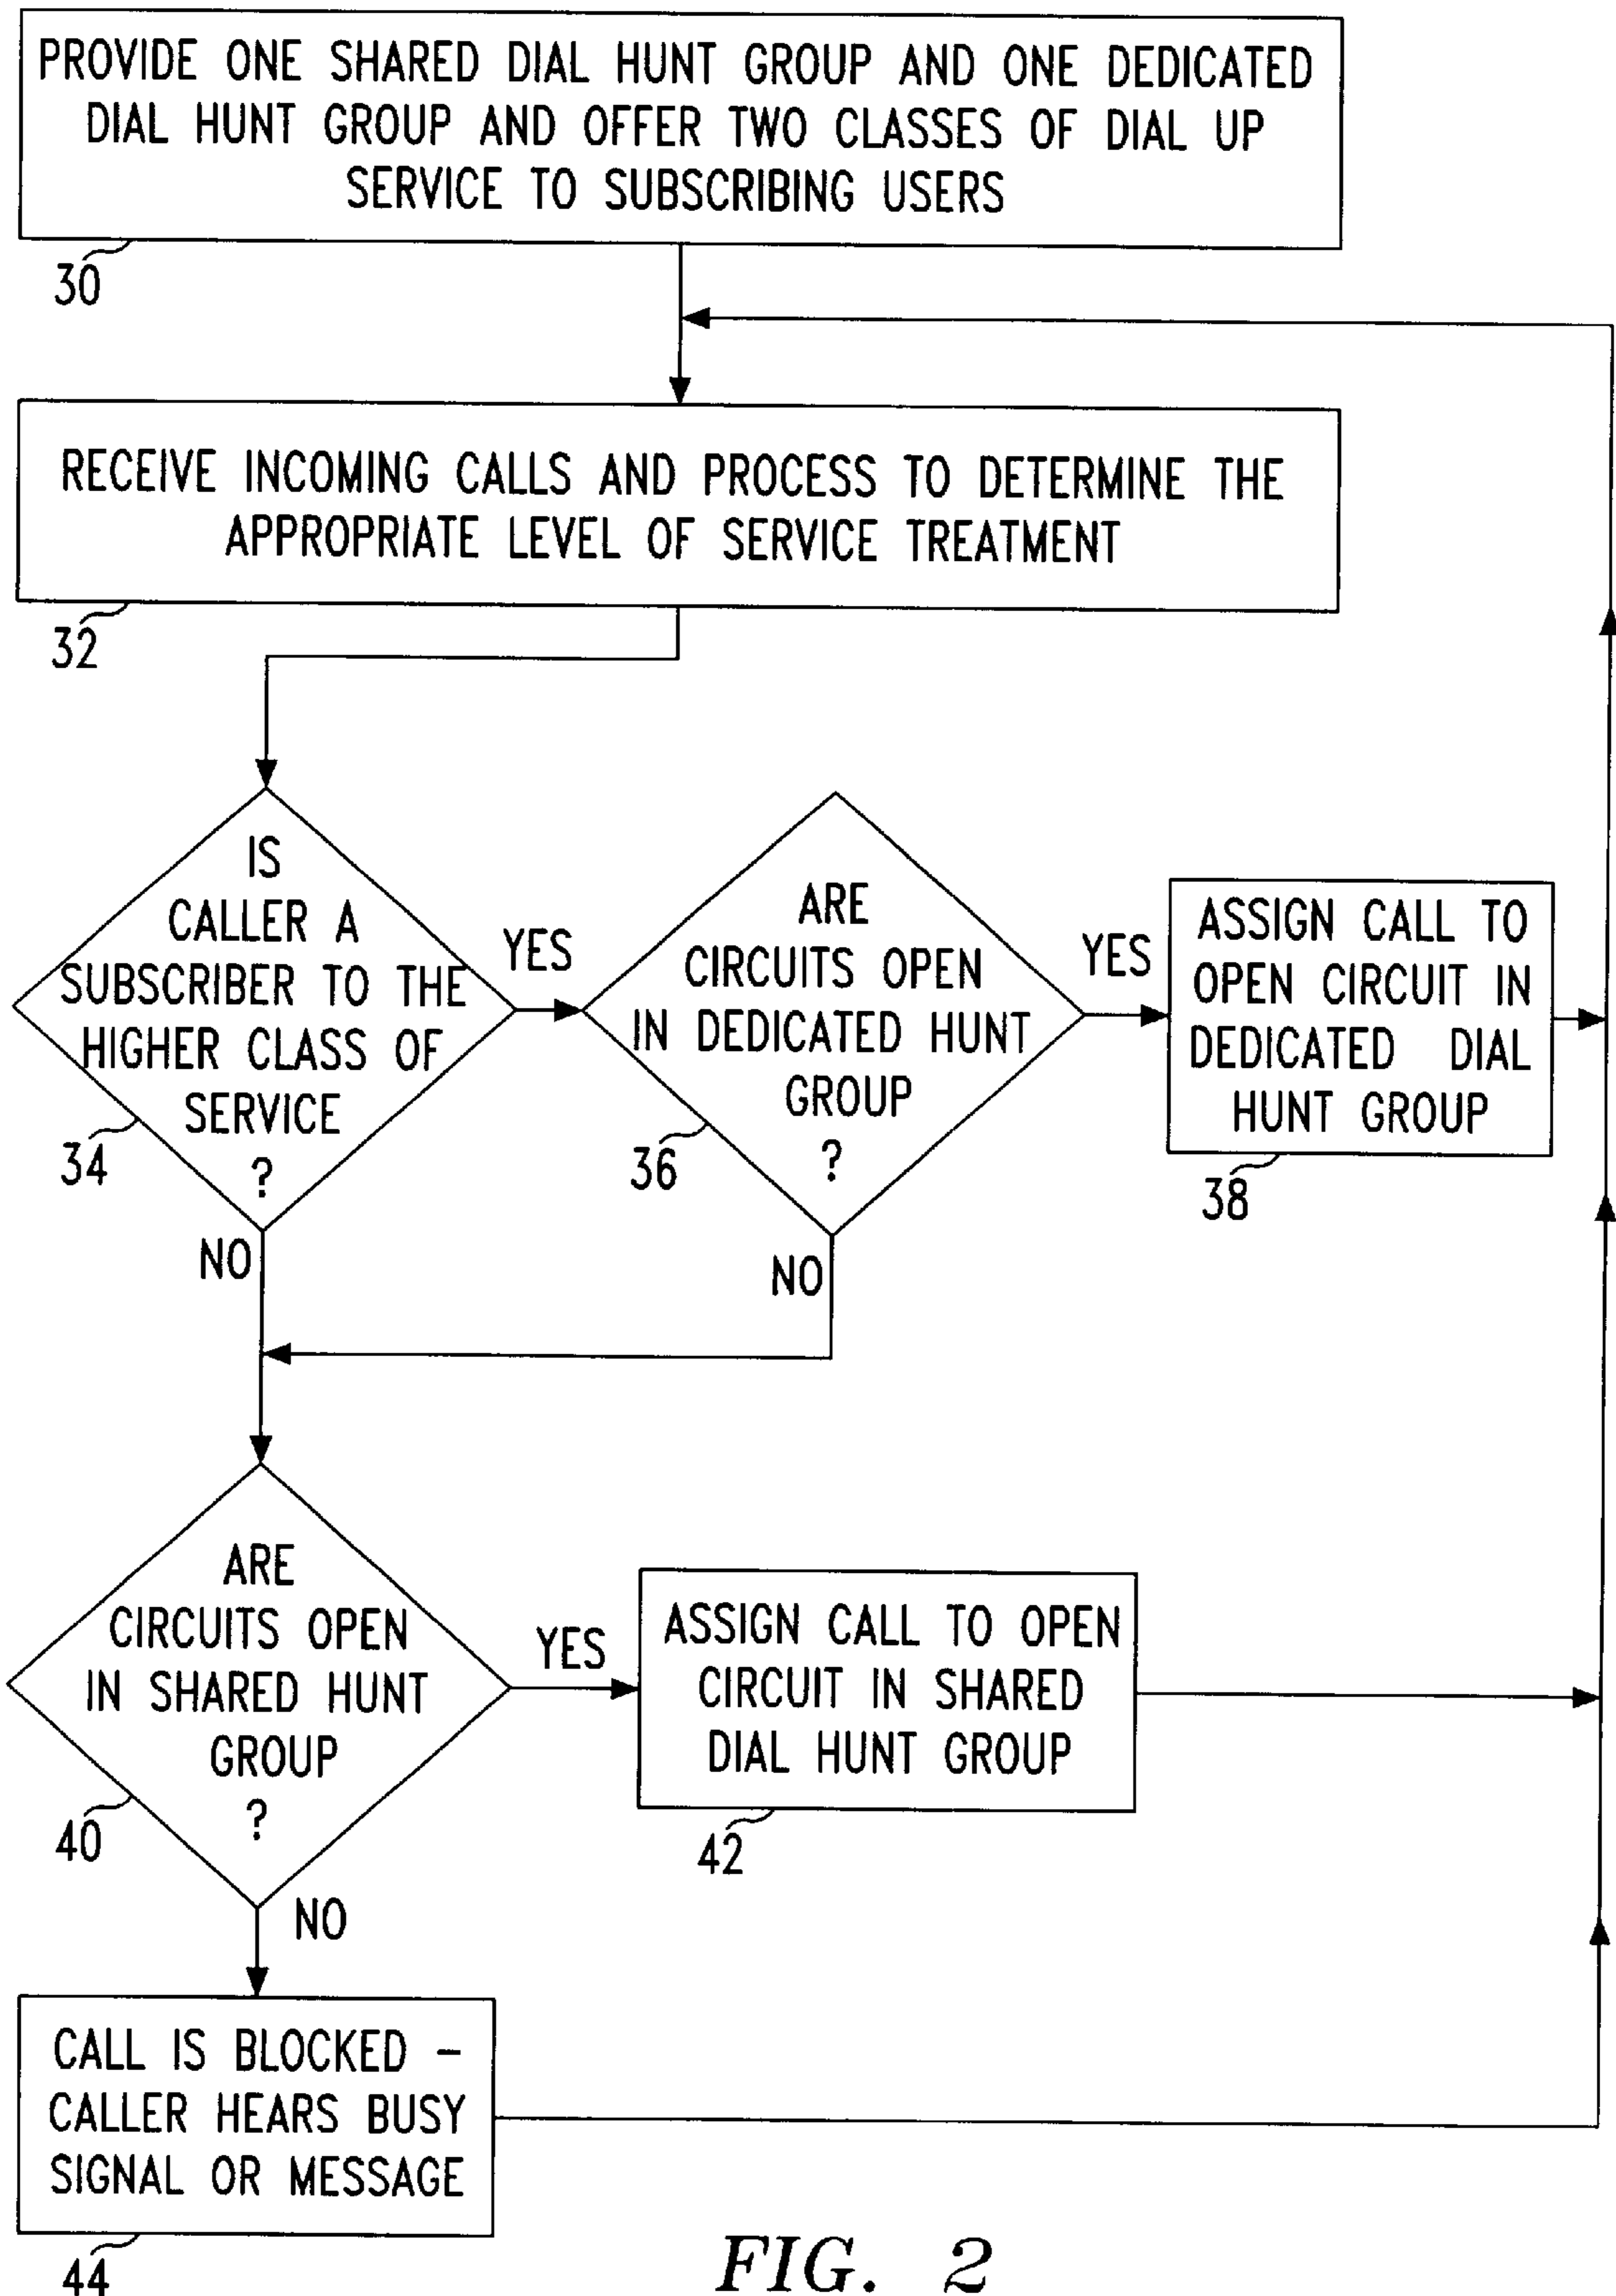 PROVIDE ONE SHARED DIAL HUNT GROUP AND ONE DEDICATED
DIAL HUNT GROUP AND OFFER TWO CLASSES OF DIAL UP
SERVICE TO SUBSCRIBING USERS
30
RECEIVE INCOMING CALLS AND PROCESS TO DETERMINE THE
APPROPRIATE LEVEL OF SERVICE TREATMENT
32
IS
CALLER A
SUBSCRIBER TO THE
HIGHER CLASS OF
SERVICE
?
34
YES
NO
ARE
CIRCUITS OPEN
IN DEDICATED HUNT
GROUP
?
36
YES
NO
ASSIGN CALL TO
OPEN CIRCUIT IN
DEDICATED DIAL
HUNT GROUP
38
ARE
CIRCUITS OPEN
IN SHARED HUNT
GROUP
?
40
YES
NO
ASSIGN CALL TO OPEN
CIRCUIT IN SHARED
DIAL HUNT GROUP
42
CALL IS BLOCKED –
CALLER HEARS BUSY
SIGNAL OR MESSAGE
44
FIG. 2